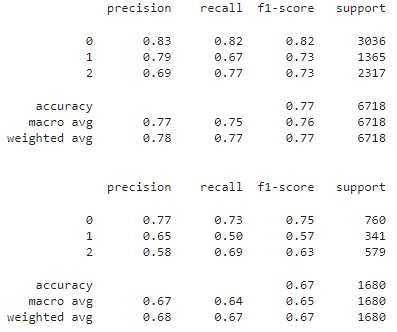 precision recall f1-score support
0 0.83 0.82 0.82 3036
1 0.79 0.67 0.73 1365
2 0.69 0.77 0.73 2317
accuracy 0.77 6718
macro avg 0.77 0.75 0.76 6718
weighted avg 0.78 0.77 0.77 6718
precision recall f1-score support
0 0.77 0.73 0.75 760
1 0.65 0.50 0.57 341
2 0.58 0.69 0.63 579
accuracy 0.67 1680
macro avg 0.67 0.64 0.65 1680
weighted avg 0.68 0.67 0.67 1680